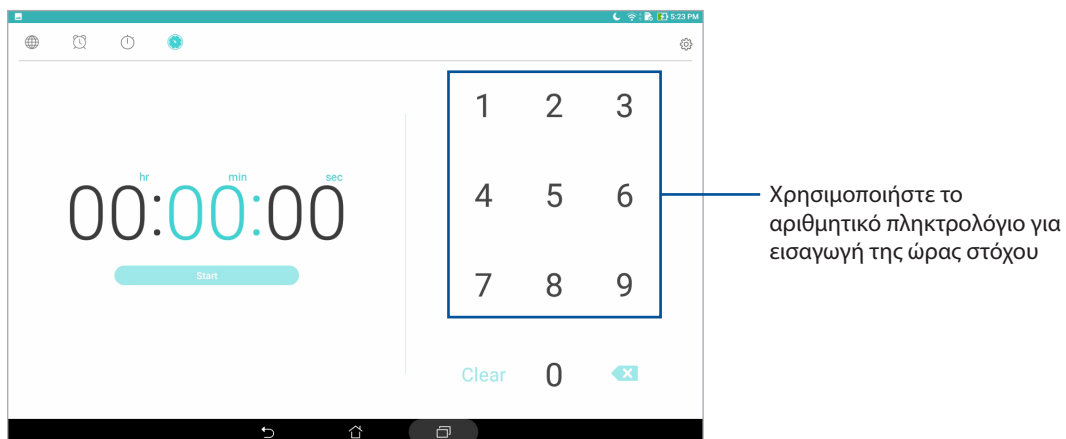 5:23 PM
hr min sec
00:00:00
Start
1 2 3
4 5 6
7 8 9
Clear 0
Χρησιμοποιήστε το
αριθμητικό πληκτρολόγιο για
εισαγωγή της ώρας στόχου